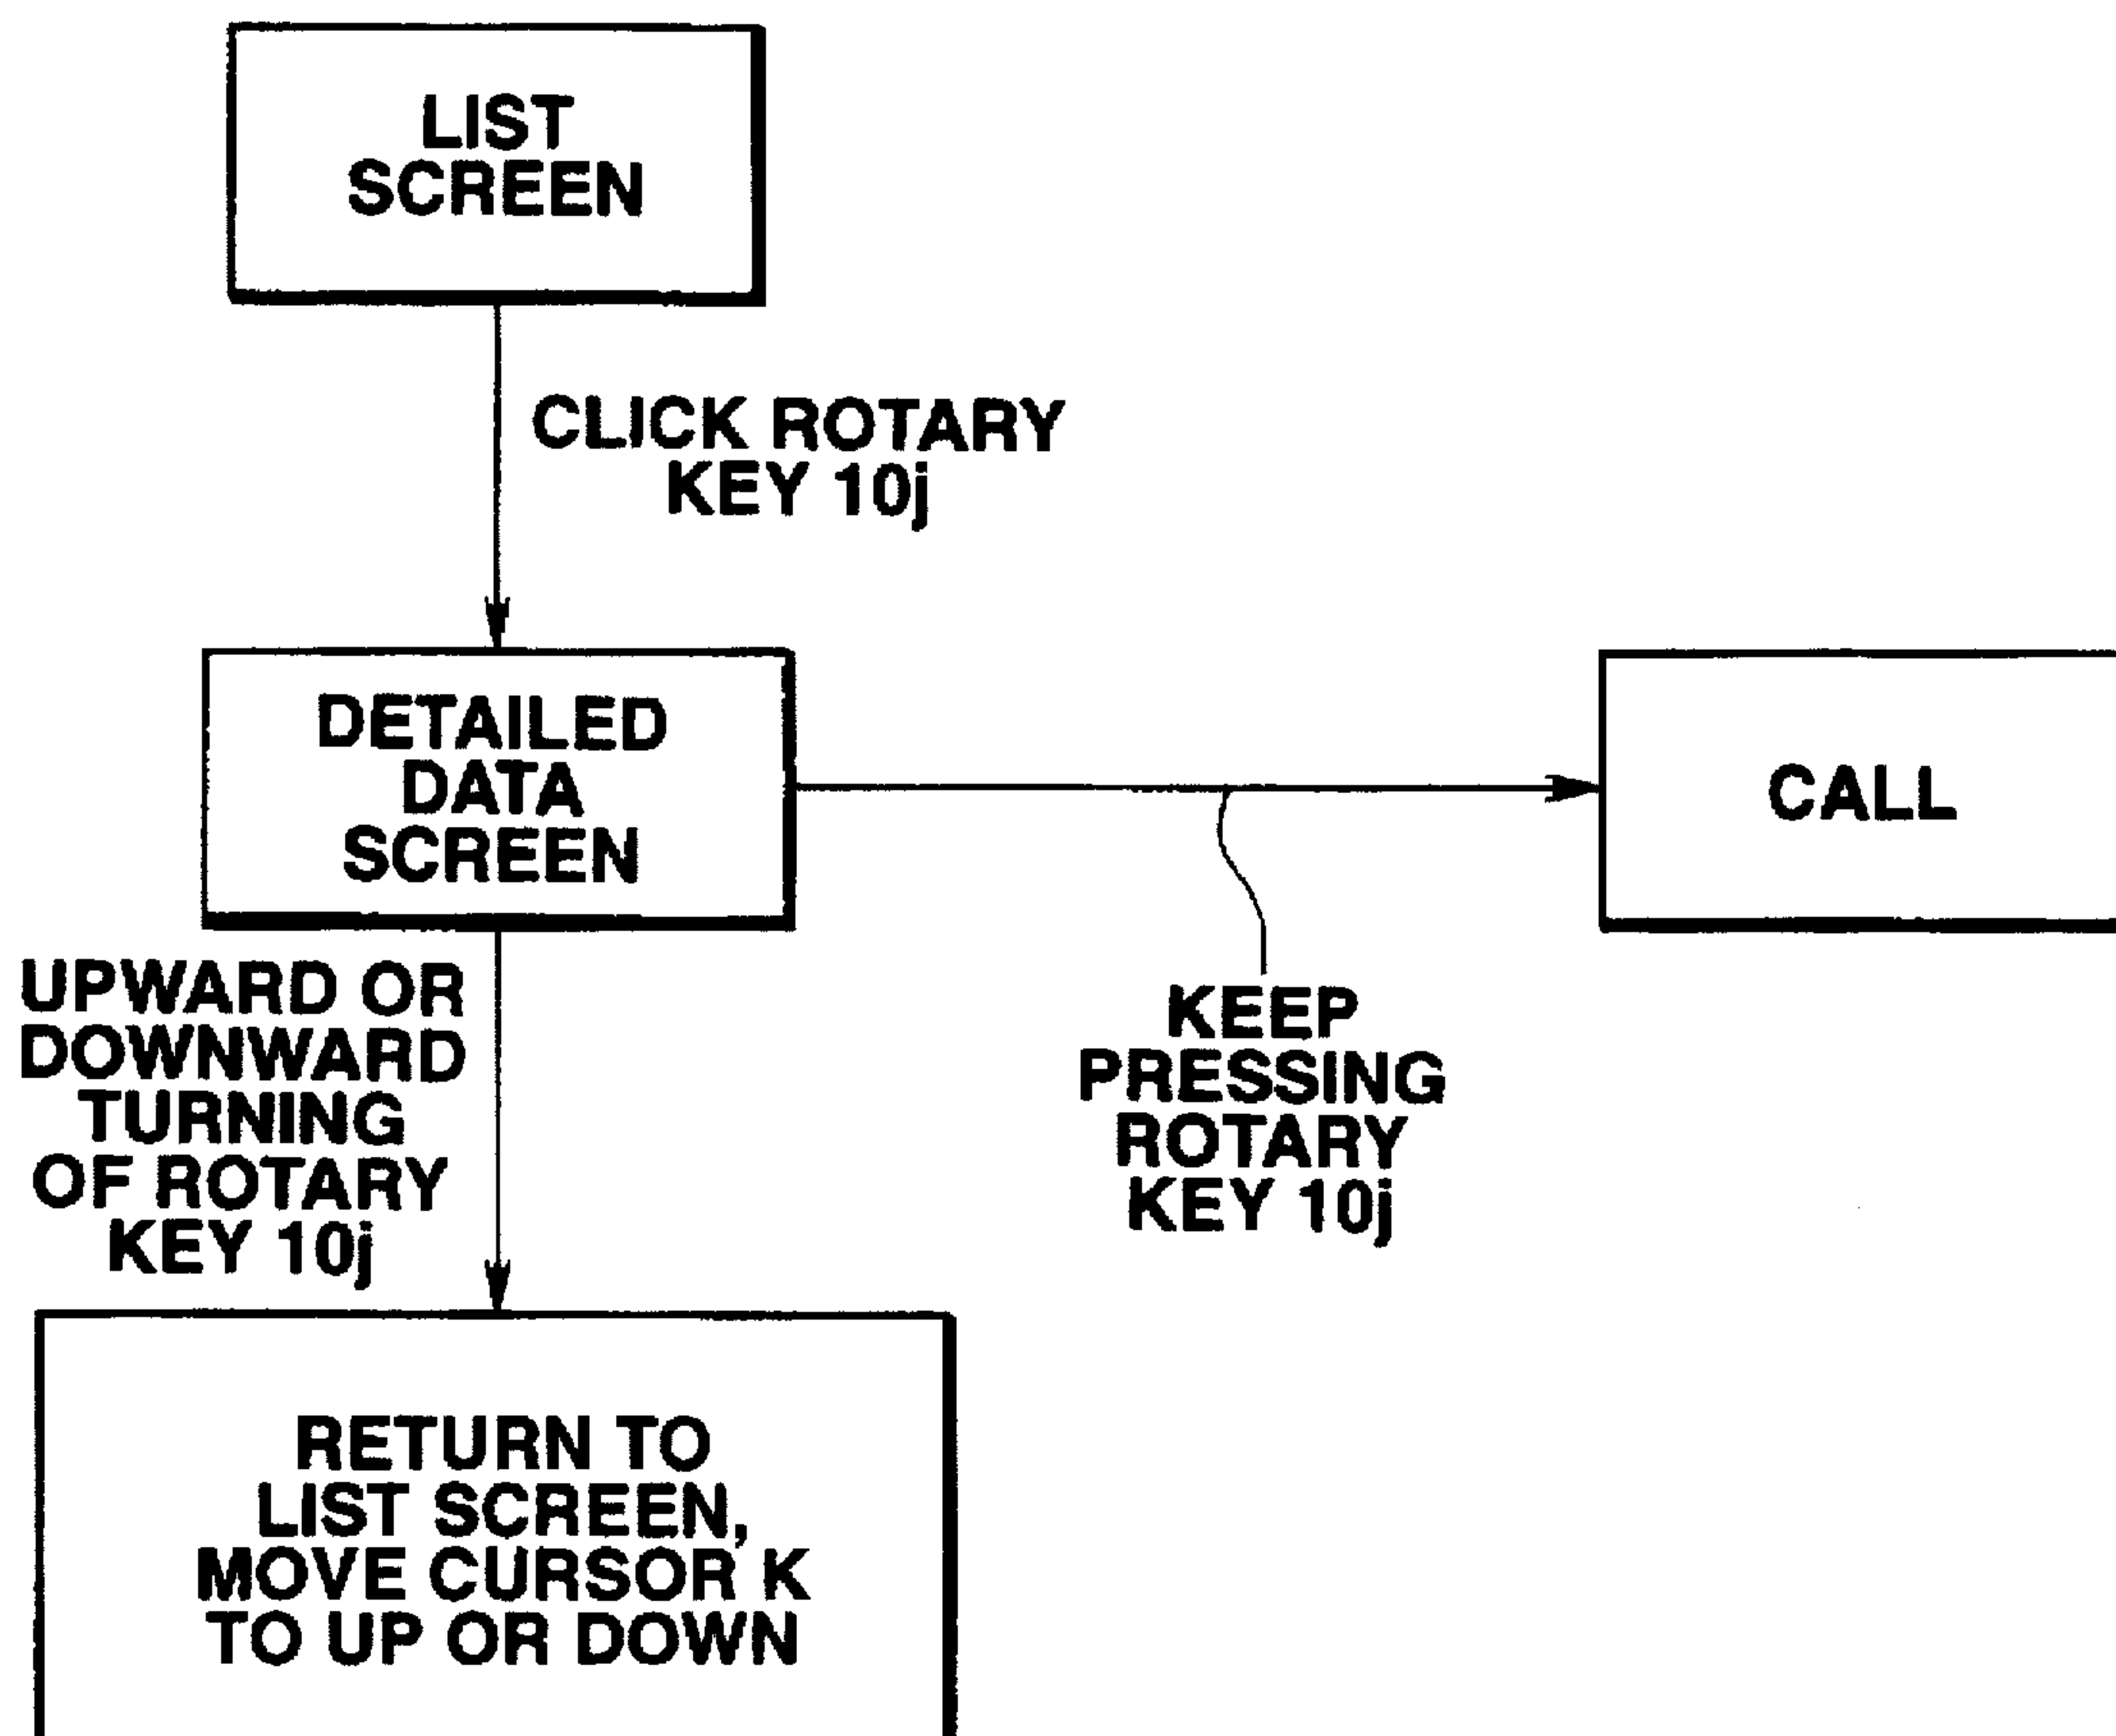 LIST
SCREEN
CLICK ROTARY
KEY 10j
DETAILED
DATA
SCREEN
CALL
UPWARD OR
DOWNWARD
TURNING
OF ROTARY
KEY 10j
KEEP
PRESSING
ROTARY
KEY 10j
RETURN TO
LIST SCREEN,
MOVE CURSOR K
TO UP OR DOWN